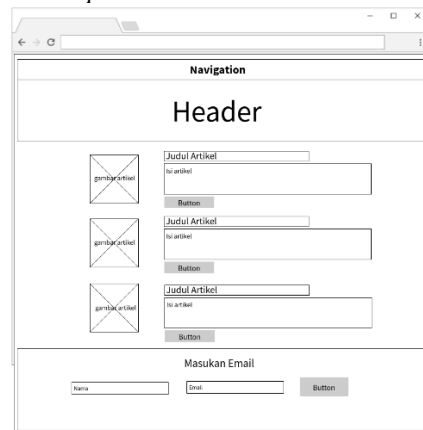 Navigation
Header
Judul Artikel
gambar artikel
Isi artikel
Button
Judul Artikel
gambar artikel
Isi artikel
Button
Judul Artikel
gambar artikel
Isi artikel
Button
Masukan Email
Nama
Email
Button